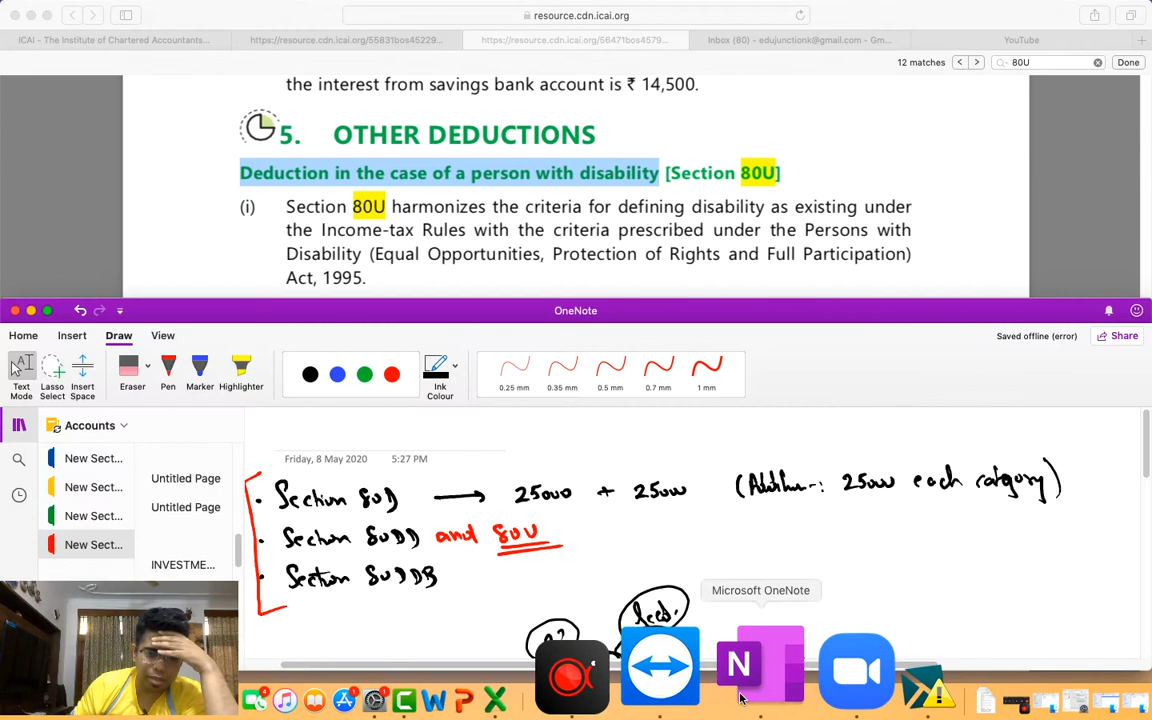 resource.cdn.icai.org
ICAI - The Institute of Chartered Accountants...
https://resource.cdn.icai.org/55831bos45229...
https://resource.cdn.icai.org/56471bos4579...
Inbox (80) – edujunctionk@gmail.com - Gm...
YouTube
12 matches
80U
Done
the interest from savings bank account is ₹ 14,500.
5. OTHER DEDUCTIONS
Deduction in the case of a person with disability [Section 80U]
(i) Section 80U harmonizes the criteria for defining disability as existing under
the Income-tax Rules with the criteria prescribed under the Persons with
Disability (Equal Opportunities, Protection of Rights and Full Participation)
Act, 1995.
OneNote
Home Insert Draw View
Saved offline (error)
Share
Text Mode
Lasso Select
Insert Space
Eraser
Pen
Marker
Highlighter
Ink Colour
0.25 mm 0.35 mm 0.5 mm 0.7 mm 1 mm
Accounts
New Sect...
New Sect...
New Sect...
New Sect...
Untitled Page
Untitled Page
INVESTME...
Friday, 8 May 2020 5:27 PM
Section 80D → 25000 + 25000 ( : 25000 each category)
Section 80DD and 80U
Section 80DDB
Microsoft OneNote